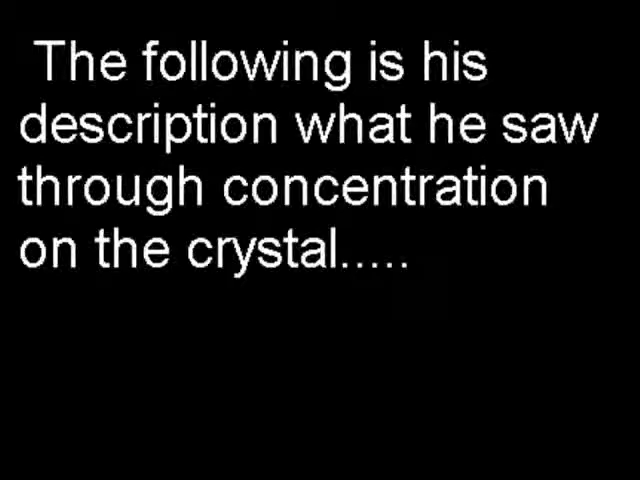 The following is his
description what he saw
through concentration
on the crystal.....